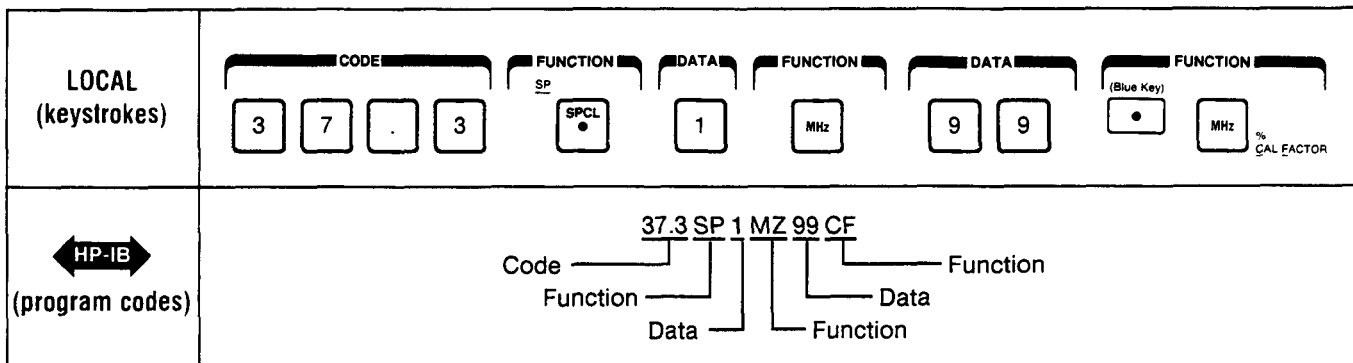 LOCAL
(keystrokes)
CODE FUNCTION DATA FUNCTION DATA FUNCTION
SP (Blue Key)
3 7 . 3 SPCL 1 MHz 9 9 MHz
%
CAL FACTOR
HP-IB
(program codes)
37.3 SP 1 MZ 99 CF
Code Function
Function Data
Data Function